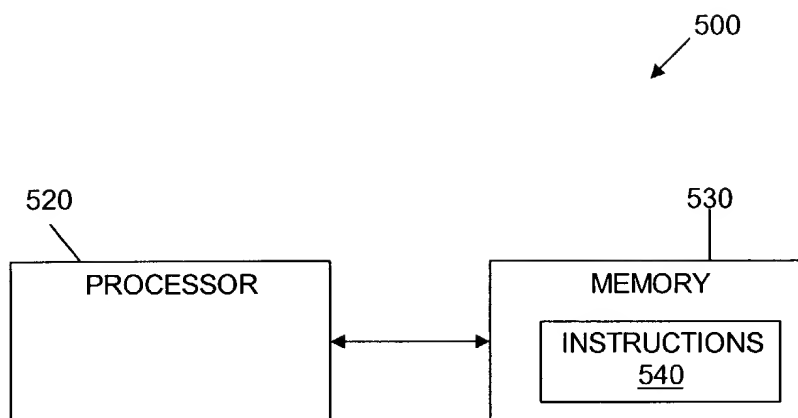 500
520
530
PROCESSOR
MEMORY
INSTRUCTIONS
540